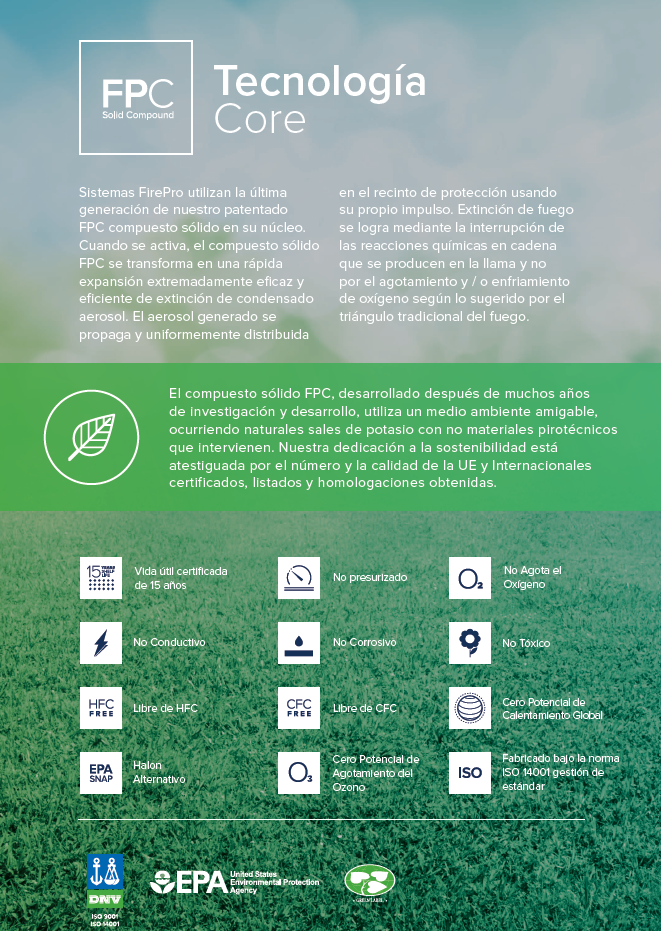 FPC
Solid Compound
Tecnología
Core
Sistemas FirePro utilizan la última
generación de nuestro patentado
FPC compuesto sólido en su núcleo.
Cuando se activa, el compuesto sólido
FPC se transforma en una rápida
expansión extremadamente eficaz y
eficiente de extinción de condensado
aerosol. El aerosol generado se
propaga y uniformemente distribuida
en el recinto de protección usando
su propio impulso. Extinción de fuego
se logra mediante la interrupción de
las reacciones químicas en cadena
que se producen en la llama y no
por el agotamiento y / o enfriamiento
de oxígeno según lo sugerido por el
triángulo tradicional del fuego.
El compuesto sólido FPC, desarrollado después de muchos años
de investigación y desarrollo, utiliza un medio ambiente amigable,
ocurriendo naturales sales de potasio con no materiales pirotécnicos
que intervienen. Nuestra dedicación a la sostenibilidad está
atestiguada por el número y la calidad de la UE y Internacionales
certificados, listados y homologaciones obtenidas.
15 YEARS
SHELF
LIFE
Vida útil certificada
de 15 años
No presurizado
O2
No Agota el
Oxígeno
No Conductivo
No Corrosivo
No Tóxico
HFC
FREE
Libre de HFC
CFC
FREE
Libre de CFC
Cero Potencial de
Calentamiento Global
EPA
SNAP
Halon
Alternativo
O3
Cero Potencial de
Agotamiento del
Ozono
ISO
Fabricado bajo la norma
ISO 14001 gestión de
estándar
DNV
ISO 9001
ISO 14001
EPA
United States
Environmental Protection
Agency
GREEN LABEL